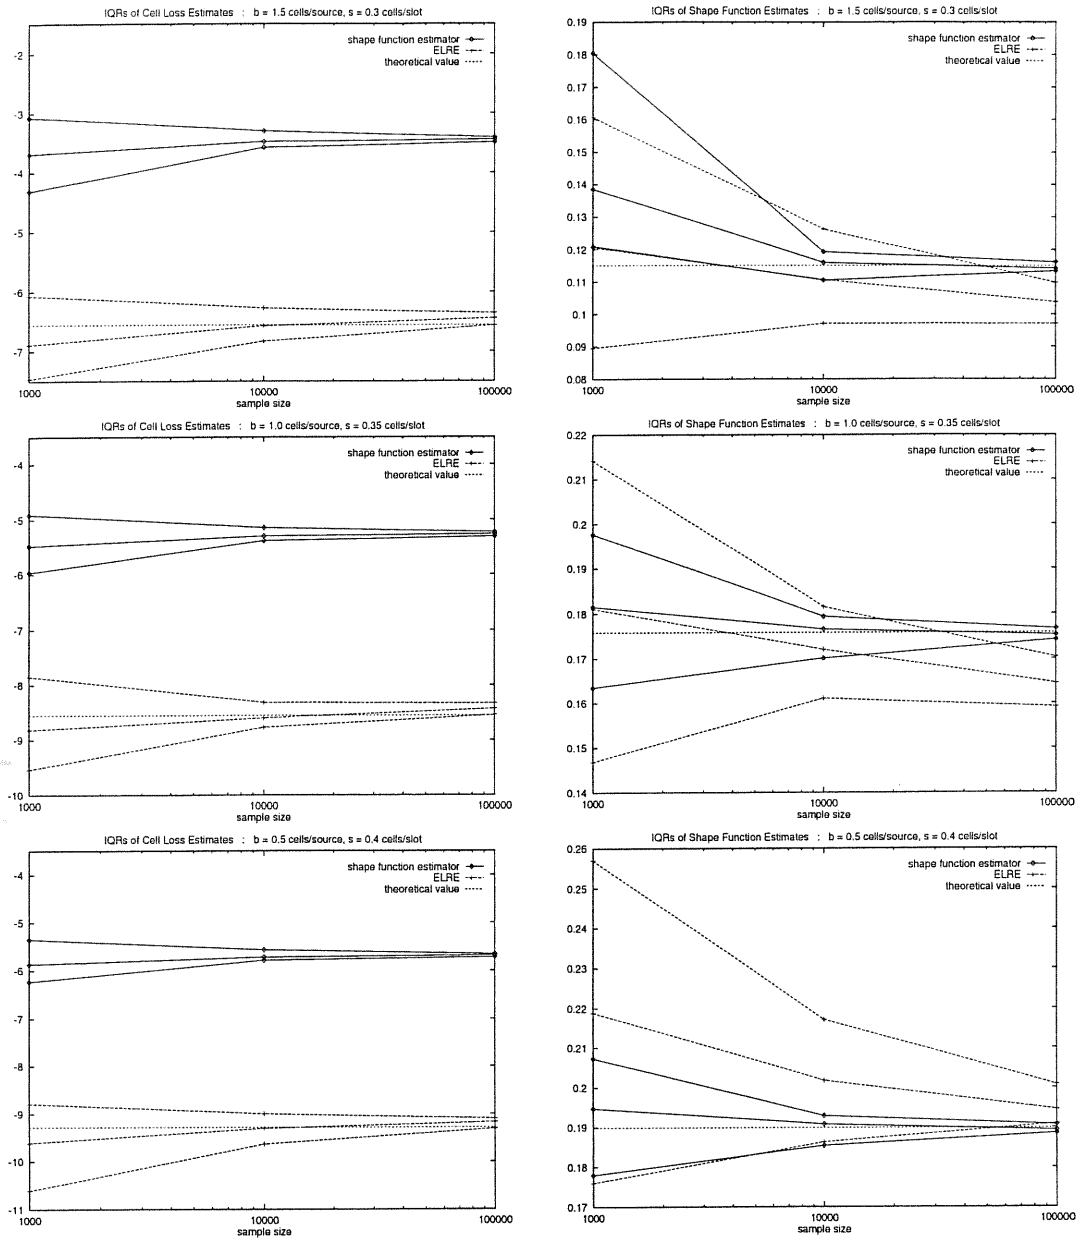 IQRs of Cell Loss Estimates : b = 1.5 cells/source, s = 0.3 cells/slot
shape function estimator
ELRE
theoretical value
-2
-3
-4
-5
-6
-7
1000
10000
100000
sample size
IQRs of Shape Function Estimates : b = 1.5 cells/source, s = 0.3 cells/slot
shape function estimator
ELRE
theoretical value
0.19
0.18
0.17
0.16
0.15
0.14
0.13
0.12
0.11
0.1
0.09
0.08
1000
10000
100000
sample size
IQRs of Cell Loss Estimates : b = 1.0 cells/source, s = 0.35 cells/slot
shape function estimator
ELRE
theoretical value
-4
-5
-6
-7
-8
-9
-10
1000
10000
100000
sample size
IQRs of Shape Function Estimates : b = 1.0 cells/source, s = 0.35 cells/slot
shape function estimator
ELRE
theoretical value
0.22
0.21
0.2
0.19
0.18
0.17
0.16
0.15
0.14
1000
10000
100000
sample size
IQRs of Cell Loss Estimates : b = 0.5 cells/source, s = 0.4 cells/slot
shape function estimator
ELRE
theoretical value
-4
-5
-6
-7
-8
-9
-10
-11
1000
10000
100000
sample size
IQRs of Shape Function Estimates : b = 0.5 cells/source, s = 0.4 cells/slot
shape function estimator
ELRE
theoretical value
0.26
0.25
0.24
0.23
0.22
0.21
0.2
0.19
0.18
0.17
1000
10000
100000
sample size